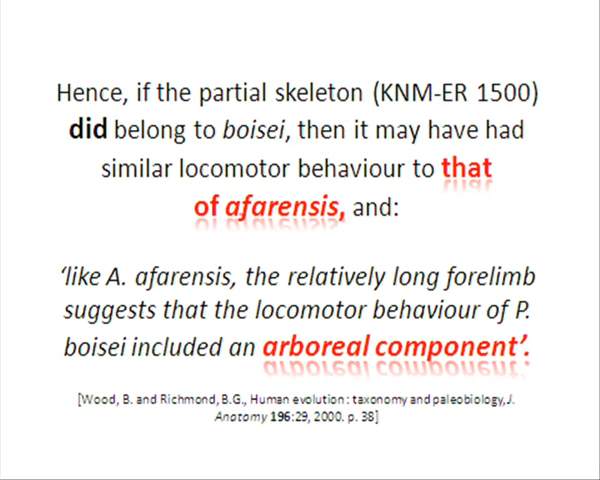 Hence, if the partial skeleton (KNM-ER 1500)
did belong to boisei, then it may have had
similar locomotor behaviour to that
of afarensis, and:
‘like A. afarensis, the relatively long forelimb
suggests that the locomotor behaviour of P.
boisei included an arboreal component’.
[Wood, B. and Richmond, B.G., Human evolution: taxonomy and paleobiology, J.
Anatomy 196:29, 2000. p. 38]